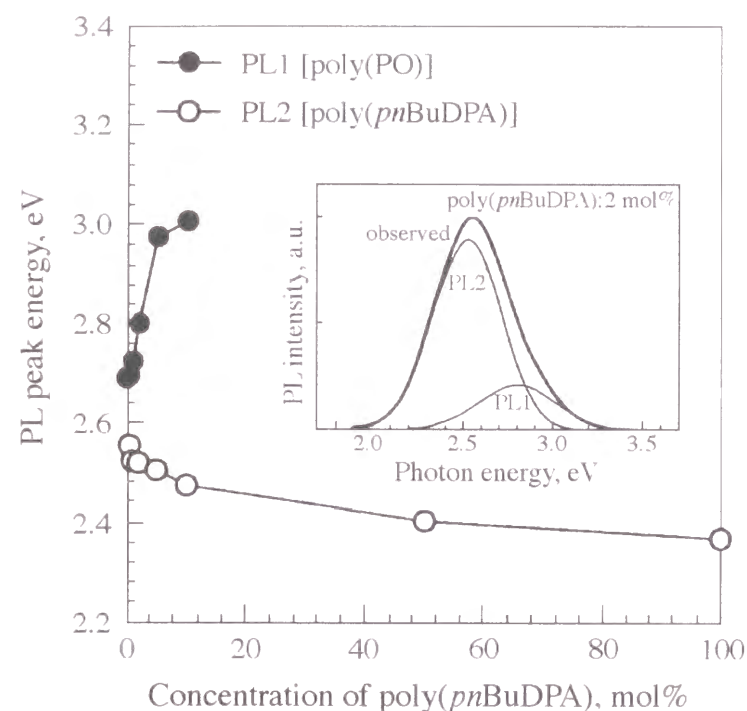 3.4
3.2
3.0
2.8
2.6
2.4
2.2
PL peak energy, eV
PL1 [poly(PO)]
PL2 [poly(pnBuDPA)]
poly(pnBuDPA):2 mol%
observed
PL2
PL1
PL intensity, a.u.
2.0 2.5 3.0 3.5
Photon energy, eV
0 20 40 60 80 100
Concentration of poly(pnBuDPA), mol%